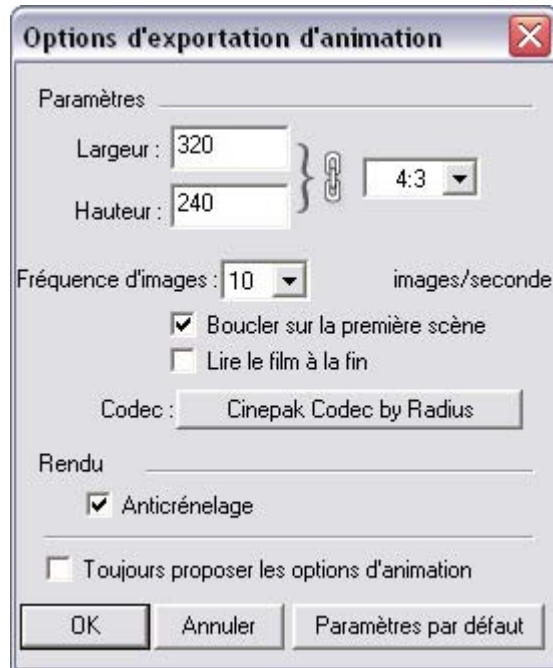 Options d'exportation d'animation
Paramètres
Largeur : 320
4:3
Hauteur : 240
Fréquence d'images : 10 images/seconde
Boucler sur la première scène
Lire le film à la fin
Codec : Cinepak Codec by Radius
Rendu
Anticrénelage
Toujours proposer les options d'animation
OK Annuler Paramètres par défaut